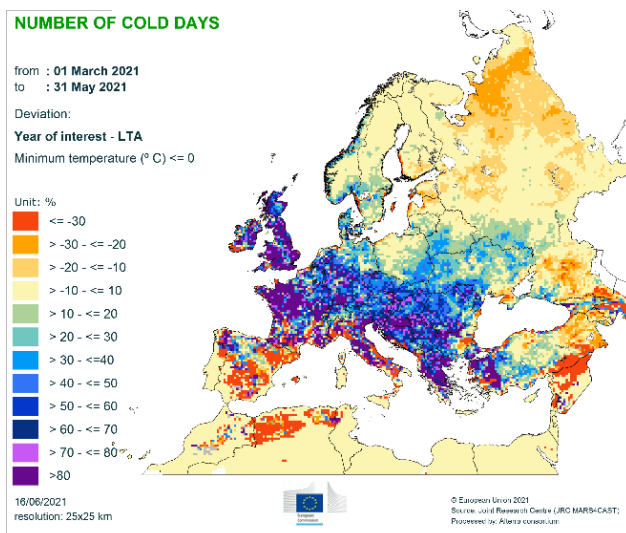 NUMBER OF COLD DAYS
from : 01 March 2021
to : 31 May 2021
Deviation:
Year of interest - LTA
Minimum temperature (º C) <= 0
Unit: %
<= -30
> -30 - <= -20
> -20 - <= -10
> -10 - <= 10
> 10 - <= 20
> 20 - <= 30
> 30 - <=40
> 40 - <= 50
> 50 - <= 60
> 60 - <= 70
> 70 - <= 80
>80
16/06/2021
resolution: 25x25 km
European
Commission
© European Union 2021
Source: Joint Research Centre (JRC MARS4CAST)
Processed by: Alterra consortium